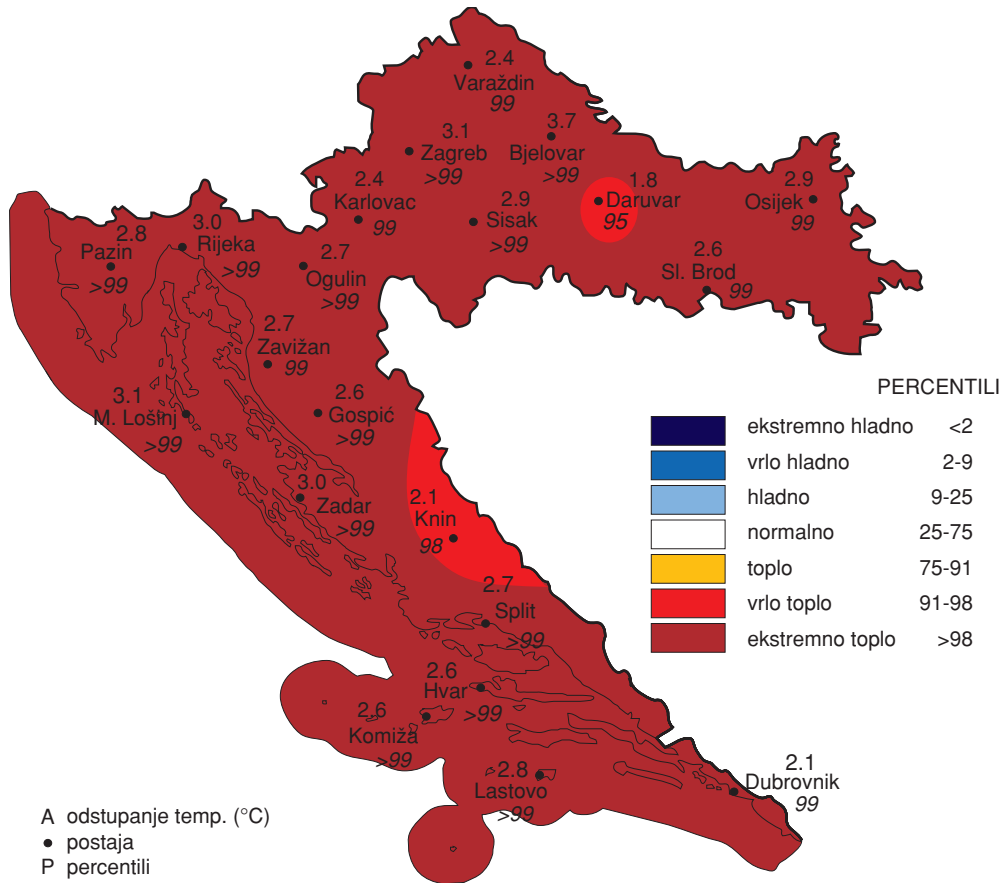 2.4
Varaždin
99
3.1
Zagreb
>99
3.7
Bjelovar
>99
2.4
Karlovac
99
2.9
Sisak
>99
1.8
Daruvar
95
2.9
Osijek
99
2.8
Pazin
>99
3.0
Rijeka
>99
2.7
Ogulin
>99
2.6
Sl. Brod
99
2.7
Zavižan
99
3.1
M. Lošinj
>99
2.6
Gospić
>99
3.0
Zadar
>99
2.1
Knin
98
2.7
Split
>99
2.6
Hvar
>99
2.6
Komiža
>99
2.8
Lastovo
>99
2.1
Dubrovnik
99
PERCENTILI
ekstremno hladno <2
vrlo hladno 2-9
hladno 9-25
normalno 25-75
toplo 75-91
vrlo toplo 91-98
ekstremno toplo >98
A odstupanje temp. (°C)
• postaja
P percentili